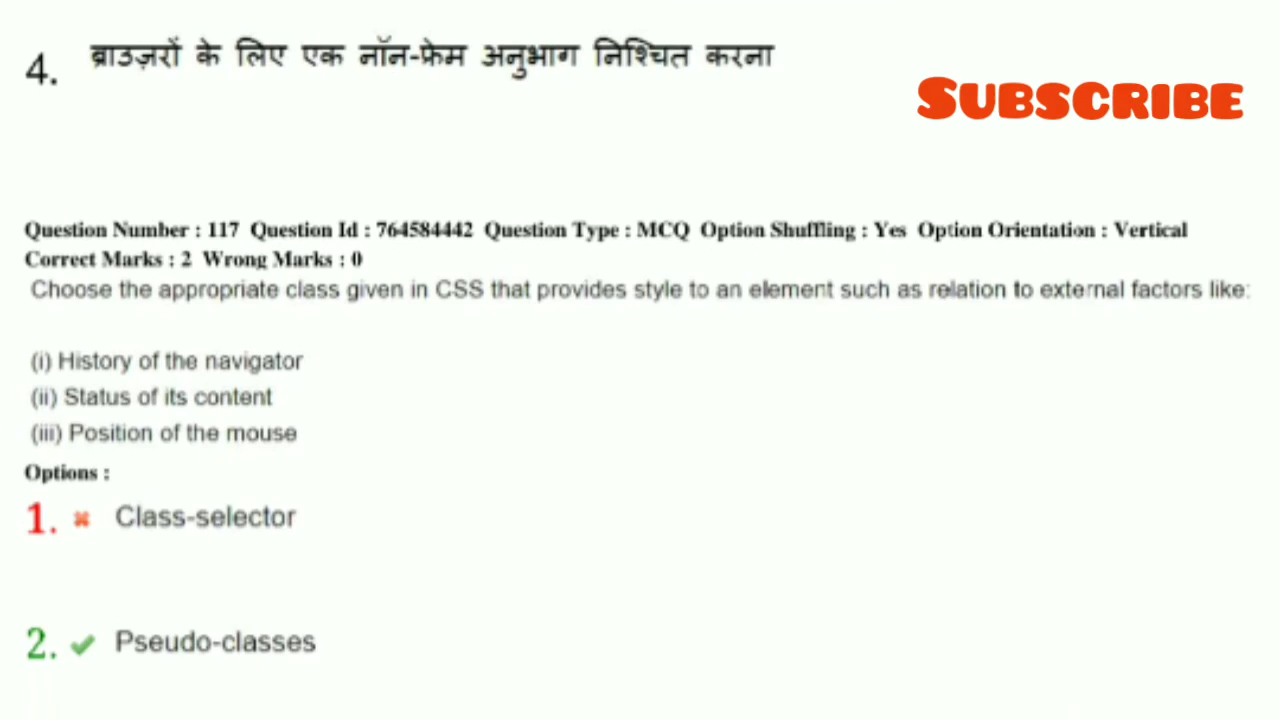 4. ब्राउज़रों के लिए एक नॉन-फ्रेम अनुभाग निश्चित करना
SUBSCRIBE
Question Number : 117 Question Id : 764584442 Question Type : MCQ Option Shuffling : Yes Option Orientation : Vertical
Correct Marks : 2 Wrong Marks : 0
Choose the appropriate class given in CSS that provides style to an element such as relation to external factors like:
(i) History of the navigator
(ii) Status of its content
(iii) Position of the mouse
Options :
1. Class-selector
2. Pseudo-classes